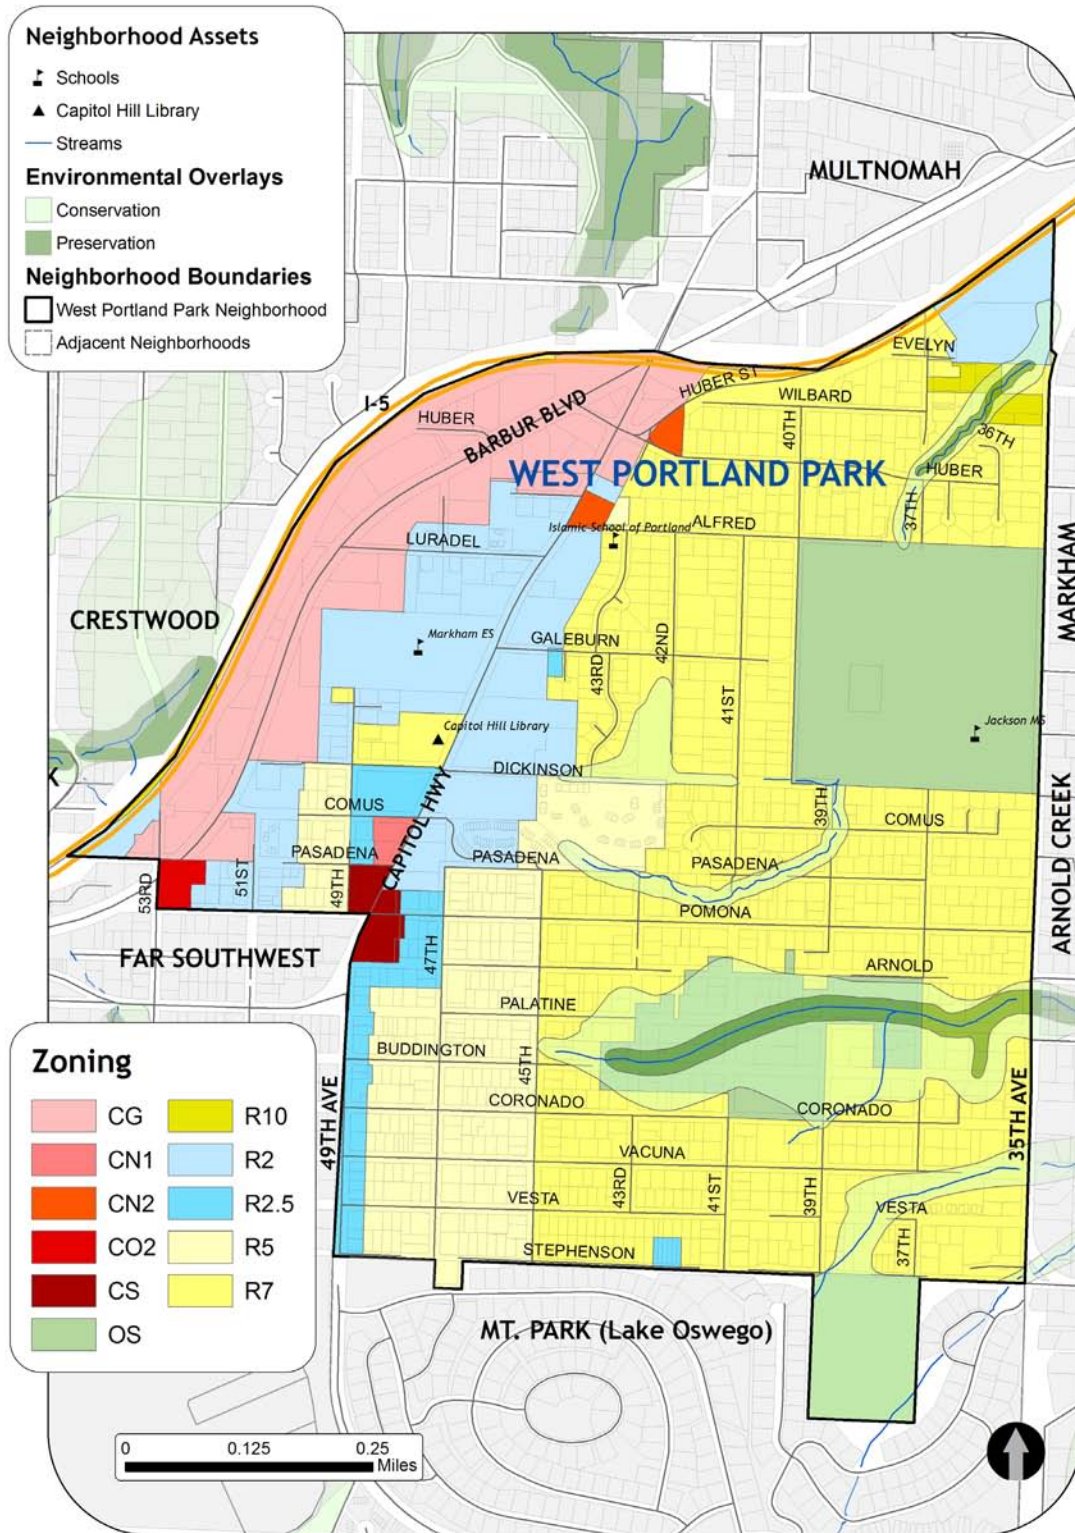 Neighborhood Assets
Schools
Capitol Hill Library
Streams
Environmental Overlays
Conservation
Preservation
Neighborhood Boundaries
West Portland Park Neighborhood
Adjacent Neighborhoods
MULTNOMAH
EVELYN
I-5
HUBER ST
WILBARD
HUBER
BARBUR BLVD
40TH
36TH
WEST PORTLAND PARK
HUBER
37TH
ALFRED
Islamic School of Portland
LURADEL
MARKHAM
CRESTWOOD
Markham ES
GALEBURN
43RD
42ND
41ST
Capitol Hill Library
Jackson MS
DICKINSON
K
COMUS
CAPITOL HWY
39TH
COMUS
ARNOLD CREEK
PASADENA
PASADENA
PASADENA
53RD
51ST
49TH
POMONA
FAR SOUTHWEST
47TH
ARNOLD
PALATINE
BUDDINGTON
45TH
CORONADO
CORONADO
49TH AVE
35TH AVE
VACUNA
VESTA
43RD
41ST
39TH
VESTA
STEPHENSON
37TH
MT. PARK (Lake Oswego)
Zoning
CG
R10
CN1
R2
CN2
R2.5
CO2
R5
CS
R7
OS
0
0.125
0.25
Miles